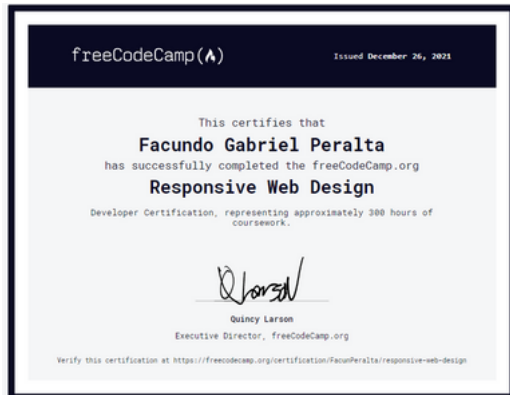 freeCodeCamp(🔥)
Issued December 26, 2021
This certifies that
Facundo Gabriel Peralta
has successfully completed the freeCodeCamp.org
Responsive Web Design
Developer Certification, representing approximately 300 hours of
coursework.
QLarson
Quincy Larson
Executive Director, freeCodeCamp.org
Verify this certification at https://freecodecamp.org/certification/FacunPeralta/responsive-web-design